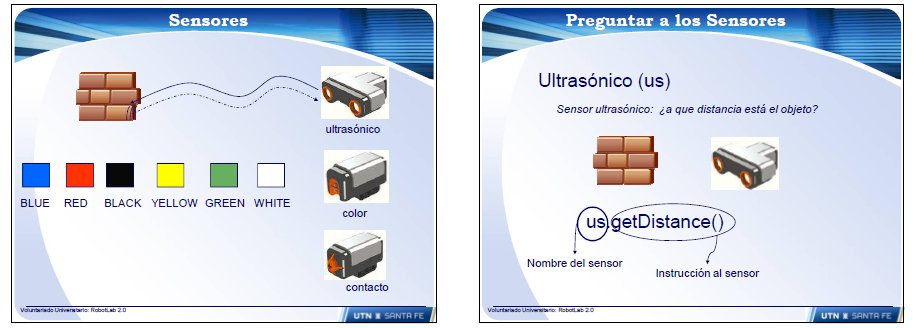 Sensores
ultrasónico
BLUE RED BLACK YELLOW GREEN WHITE
color
contacto
Voluntariado Universitario: RobotLab 2.0
UTN SANTA FE
Preguntar a los Sensores
Ultrasónico (us)
Sensor ultrasónico: ¿a que distancia está el objeto?
us.getDistance()
Nombre del sensor
Instrucción al sensor
Voluntariado Universitario: RobotLab 2.0
UTN SANTA FE